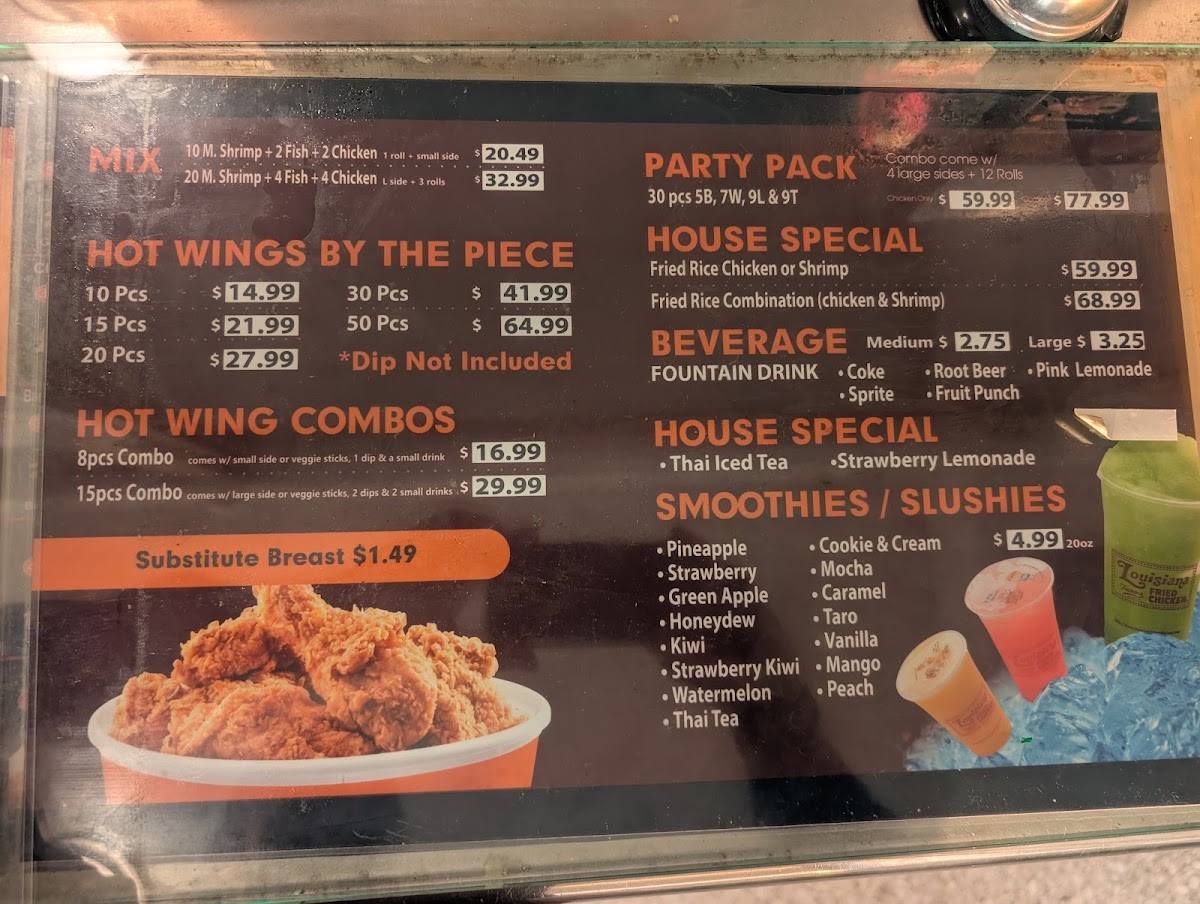 MIX
10 M. Shrimp + 2 Fish + 2 Chicken 1 roll + small side $ 20.49
20 M. Shrimp + 4 Fish + 4 Chicken L side + 3 rolls $ 32.99
HOT WINGS BY THE PIECE
10 Pcs $ 14.99 30 Pcs $ 41.99
15 Pcs $ 21.99 50 Pcs $ 64.99
20 Pcs $ 27.99 *Dip Not Included
HOT WING COMBOS
8pcs Combo comes w/ small side or veggie sticks, 1 dip & a small drink $ 16.99
15pcs Combo comes w/ large side or veggie sticks, 2 dips & 2 small drinks $ 29.99
Substitute Breast $1.49
PARTY PACK Combo come w/
4 large sides + 12 Rolls
30 pcs 5B, 7W, 9L & 9T Chicken Only $ 59.99 $ 77.99
HOUSE SPECIAL
Fried Rice Chicken or Shrimp $ 59.99
Fried Rice Combination (chicken & Shrimp) $ 68.99
BEVERAGE Medium $ 2.75 Large $ 3.25
FOUNTAIN DRINK • Coke • Root Beer • Pink Lemonade
• Sprite • Fruit Punch
HOUSE SPECIAL
• Thai Iced Tea •Strawberry Lemonade
SMOOTHIES / SLUSHIES
$ 4.99 20oz
• Pineapple • Cookie & Cream
• Strawberry • Mocha
• Green Apple • Caramel
• Honeydew • Taro
• Kiwi • Vanilla
• Strawberry Kiwi • Mango
• Watermelon • Peach
• Thai Tea
Louisiana
FRIED
CHICKEN